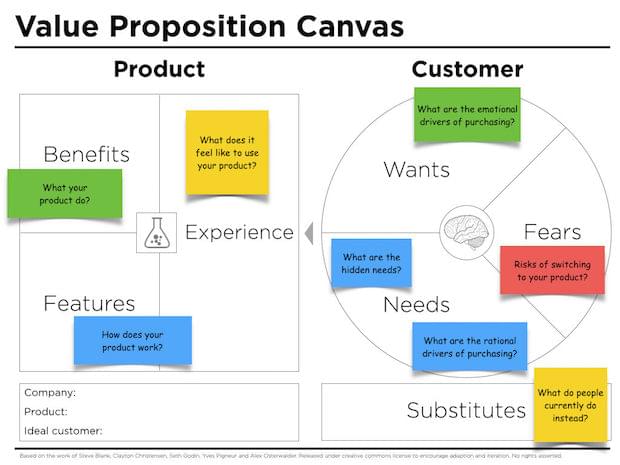 Value Proposition Canvas
Product
Customer
Benefits
What your
product do?
What does it
feel like to use
your product?
Experience
Features
How does your
product work?
What are the emotional
drivers of purchasing?
Wants
Fears
Risks of switching
to your product?
What are the
hidden needs?
Needs
What are the rational
drivers of purchasing?
Company:
Product:
Ideal customer:
Substitutes
What do people
currently do
instead?
Based on the work of Steve Blank, Clayton Christensen, Seth Godin, Yves Pigneur and Alex Osterwalder. Released under creative commons license to encourage adaption and iteration. No rights asserted.